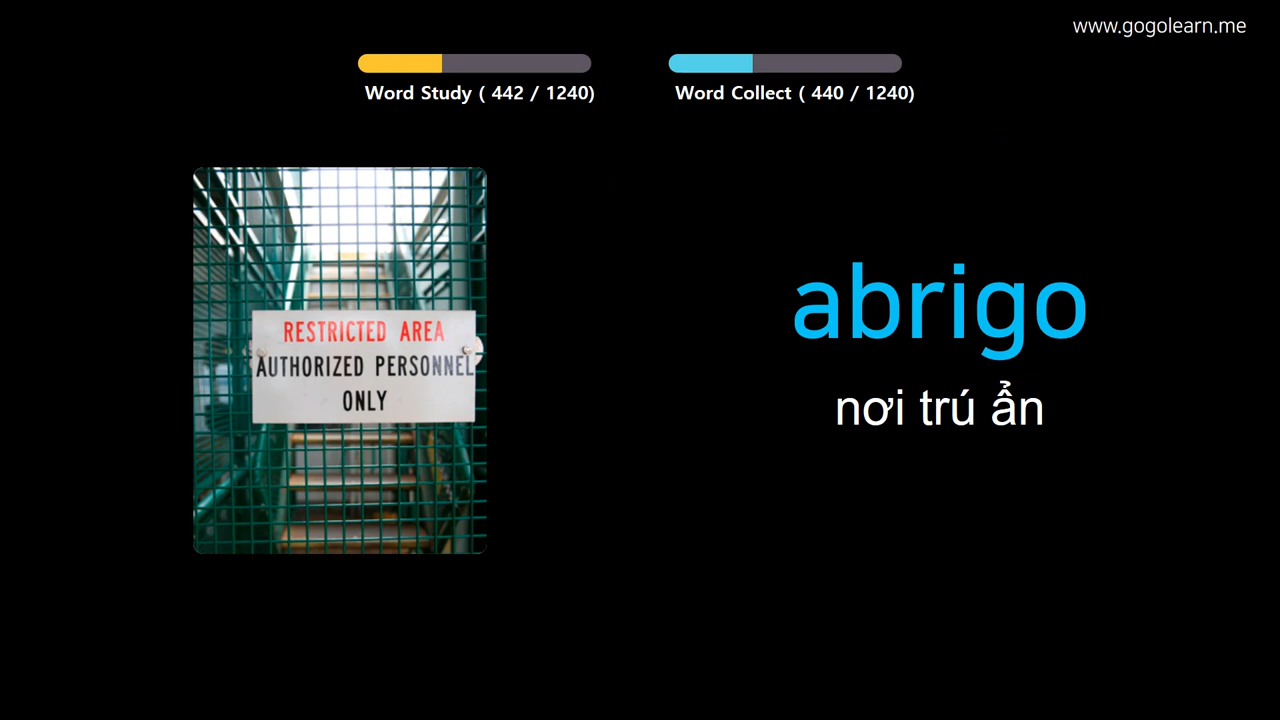 www.gogolearn.me
Word Study ( 442 / 1240)
Word Collect ( 440 / 1240)
RESTRICTED AREA
AUTHORIZED PERSONNEL
ONLY
abrigo
nơi trú ẩn